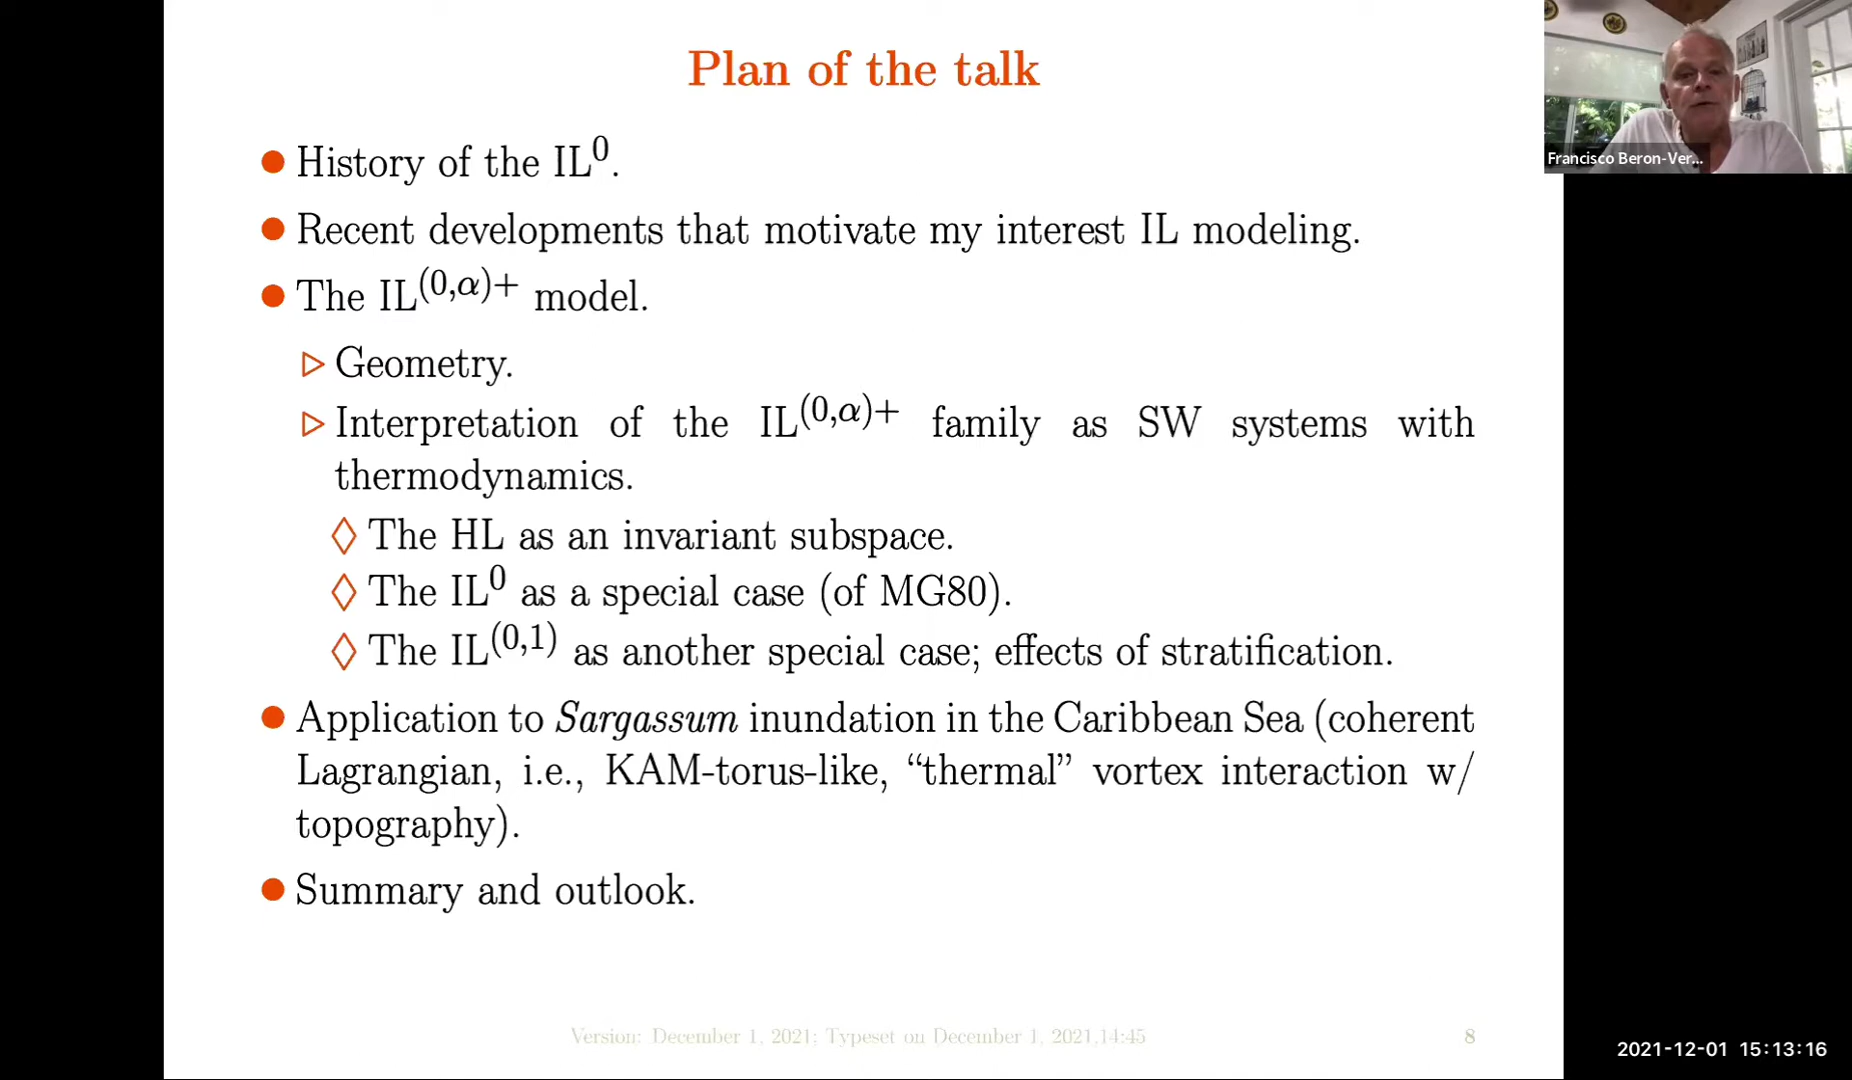 Plan of the talk
Francisco Beron-Ver...
● History of the IL⁰.
● Recent developments that motivate my interest IL modeling.
● The IL^(0,α)+ model.
▷ Geometry.
▷ Interpretation of the IL^(0,α)+ family as SW systems with
thermodynamics.
◇ The HL as an invariant subspace.
◇ The IL⁰ as a special case (of MG80).
◇ The IL^(0,1) as another special case; effects of stratification.
● Application to Sargassum inundation in the Caribbean Sea (coherent
Lagrangian, i.e., KAM-torus-like, “thermal” vortex interaction w/
topography).
● Summary and outlook.
Version: December 1, 2021; Typeset on December 1, 2021,14:45
8
2021-12-01 15:13:16